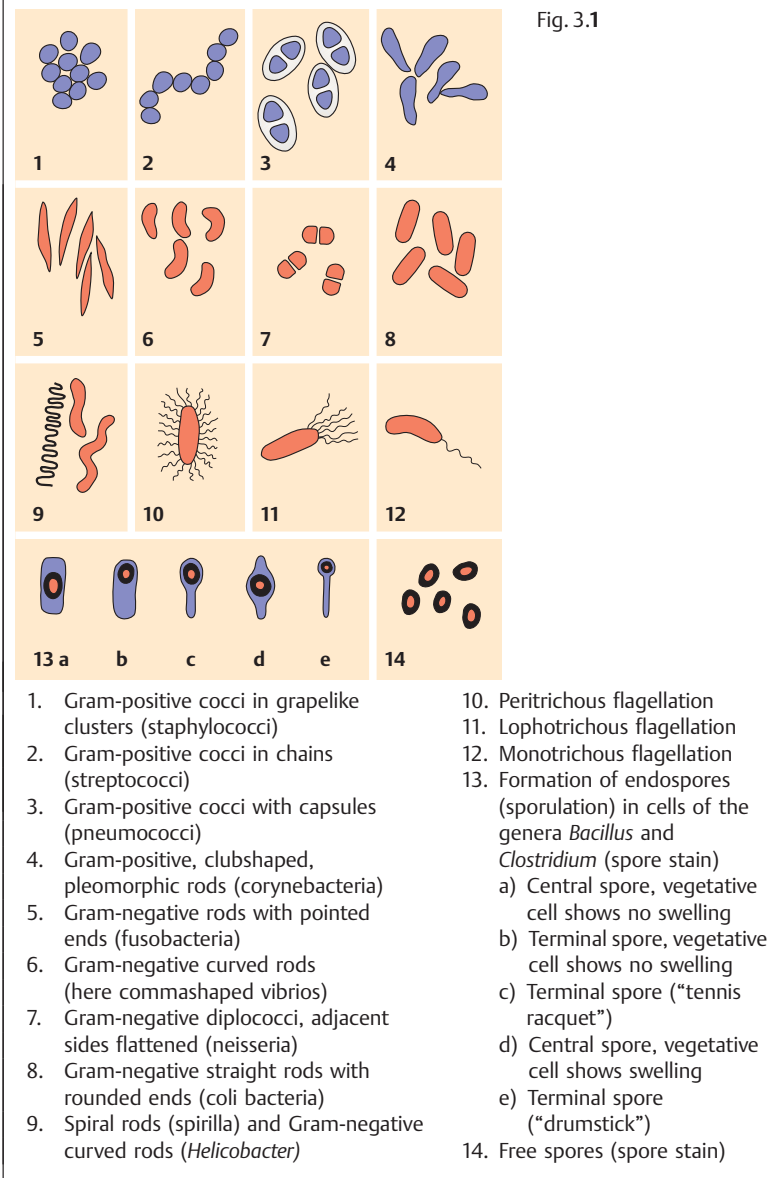 Fig. 3.1
1
2
3
4
5
6
7
8
9
10
11
12
13 a b c d e
14
1. Gram-positive cocci in grapelike
clusters (staphylococci)
2. Gram-positive cocci in chains
(streptococci)
3. Gram-positive cocci with capsules
(pneumococci)
4. Gram-positive, clubshaped,
pleomorphic rods (corynebacteria)
5. Gram-negative rods with pointed
ends (fusobacteria)
6. Gram-negative curved rods
(here commashaped vibrios)
7. Gram-negative diplococci, adjacent
sides flattened (neisseria)
8. Gram-negative straight rods with
rounded ends (coli bacteria)
9. Spiral rods (spirilla) and Gram-negative
curved rods (Helicobacter)
10. Peritrichous flagellation
11. Lophotrichous flagellation
12. Monotrichous flagellation
13. Formation of endospores
(sporulation) in cells of the
genera Bacillus and
Clostridium (spore stain)
a) Central spore, vegetative
cell shows no swelling
b) Terminal spore, vegetative
cell shows no swelling
c) Terminal spore (“tennis
racquet”)
d) Central spore, vegetative
cell shows swelling
e) Terminal spore
(“drumstick”)
14. Free spores (spore stain)